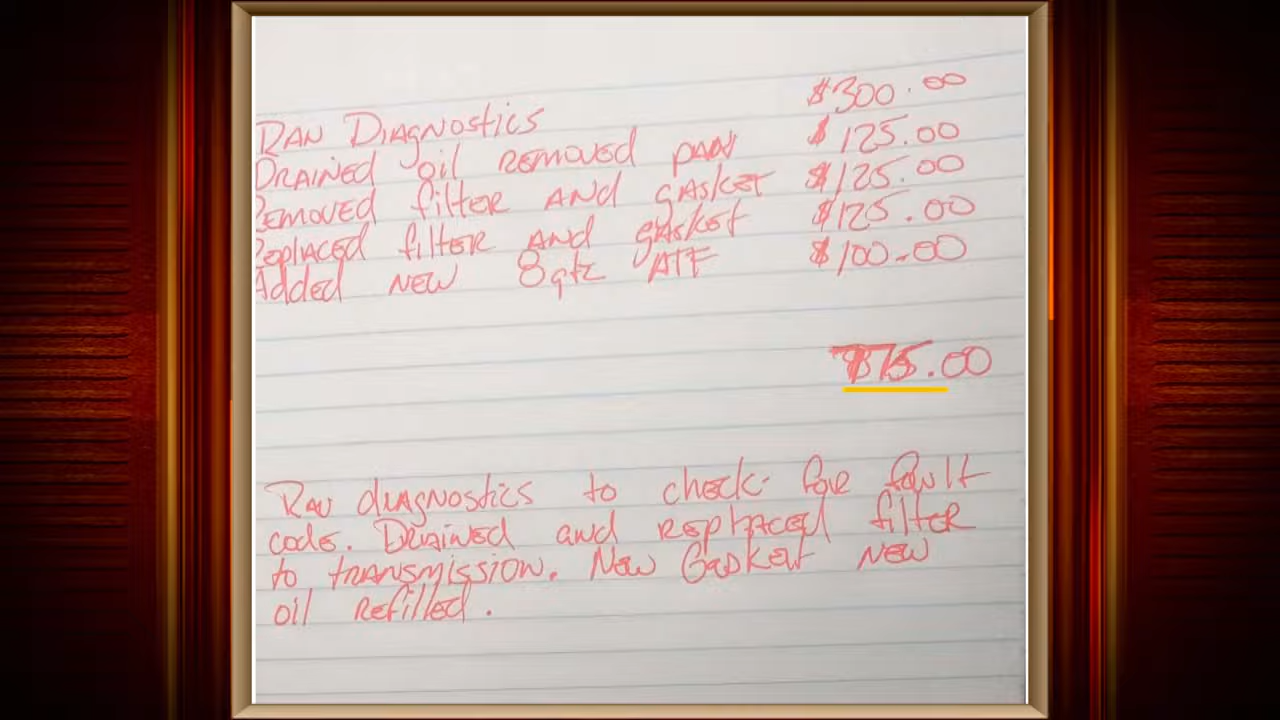 Ran Diagnostics $300.00
Drained oil removed pan $125.00
Removed filter and gasket $125.00
Replaced filter and gasket $125.00
Added new 8qtz ATF $100.00
$775.00
Ran diagnostics to check for fault
code. Drained and replaced filter
to transmission. New Gasket new
oil refilled.